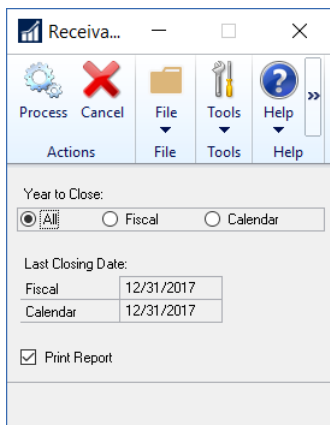 Receiva...
Process Cancel File Tools Help »
Actions File Tools Help
Year to Close:
All Fiscal Calendar
Last Closing Date:
Fiscal 12/31/2017
Calendar 12/31/2017
Print Report